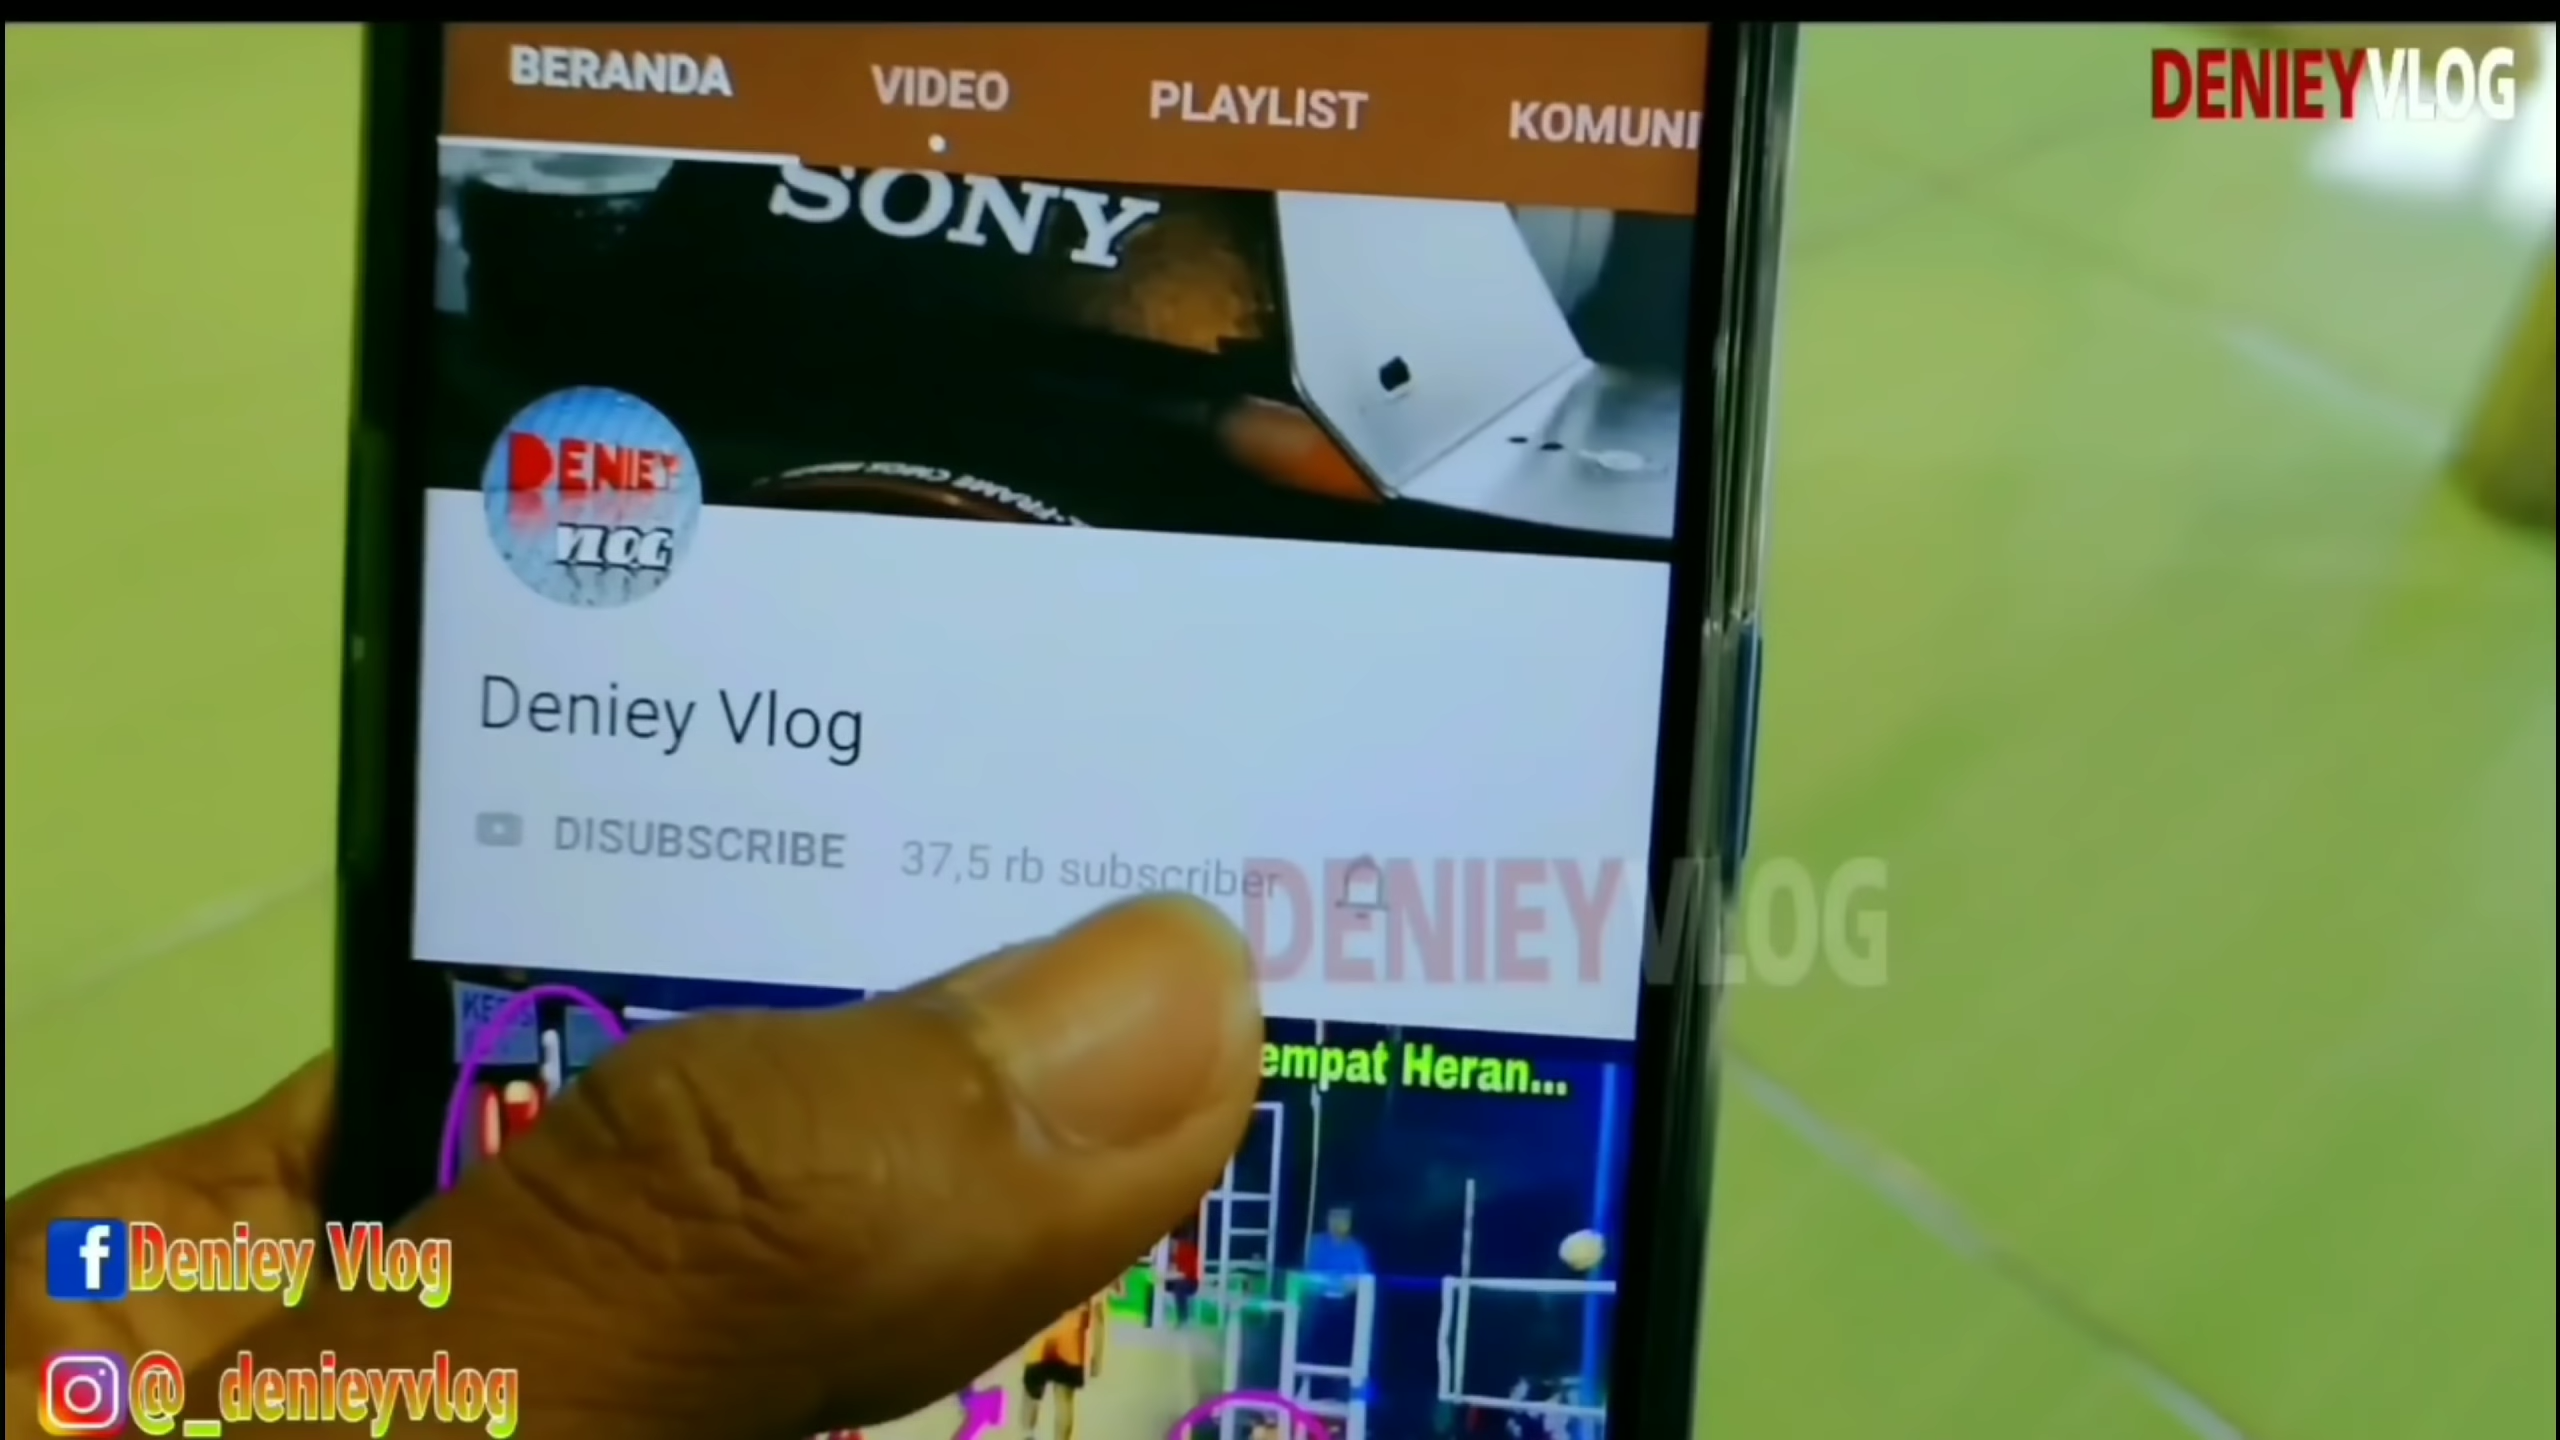 BERANDA VIDEO PLAYLIST KOMUNI
DENIEYVLOG
SONY
DENIEY
VLOG
Deniey Vlog
DISUBSCRIBE 37,5 rb subscriber
DENIEYVLOG
empat Heran...
Deniey Vlog
@_denieyvlog